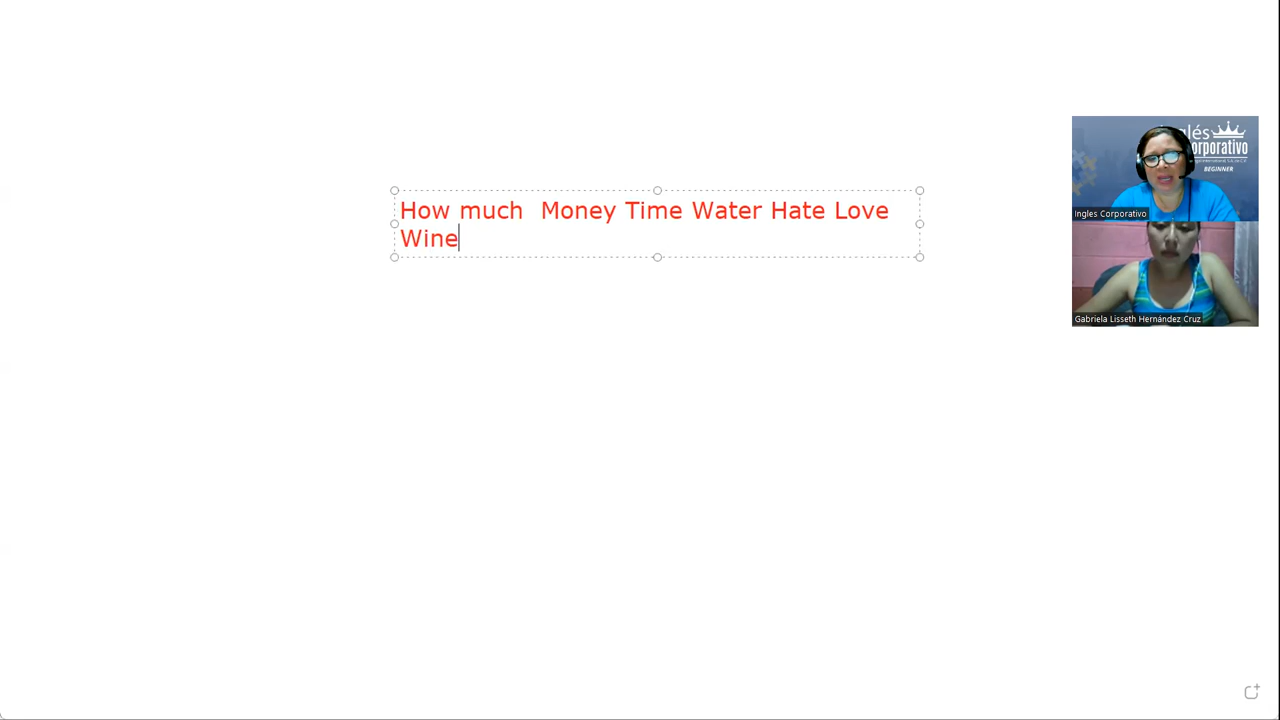 How much  Money Time Water Hate Love
Wine
Inglés
Corporativo
BEGINNER
Ingles Corporativo
Gabriela Lisseth Hernández Cruz